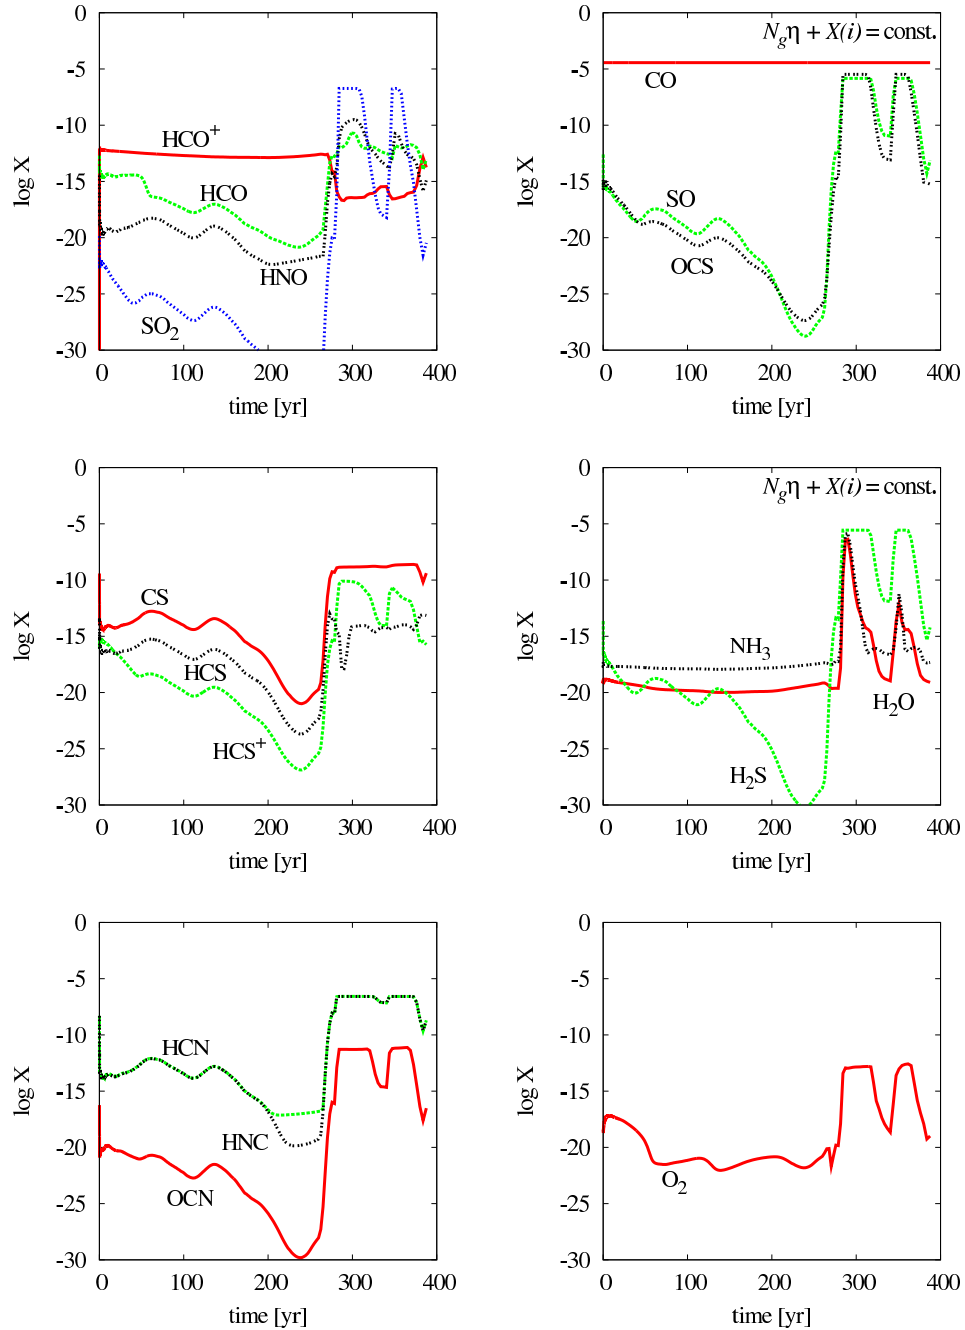 0
-5
-10
-15
-20
-25
-30
log X
HCO+
HCO
HNO
SO2
0 100 200 300 400
time [yr]
0
-5
-10
-15
-20
-25
-30
log X
Ngη + X(i) = const.
CO
SO
OCS
0 100 200 300 400
time [yr]
0
-5
-10
-15
-20
-25
-30
log X
CS
HCS
HCS+
0 100 200 300 400
time [yr]
0
-5
-10
-15
-20
-25
-30
log X
Ngη + X(i) = const.
NH3
H2O
H2S
0 100 200 300 400
time [yr]
0
-5
-10
-15
-20
-25
-30
log X
HCN
HNC
OCN
0 100 200 300 400
time [yr]
0
-5
-10
-15
-20
-25
-30
log X
O2
0 100 200 300 400
time [yr]